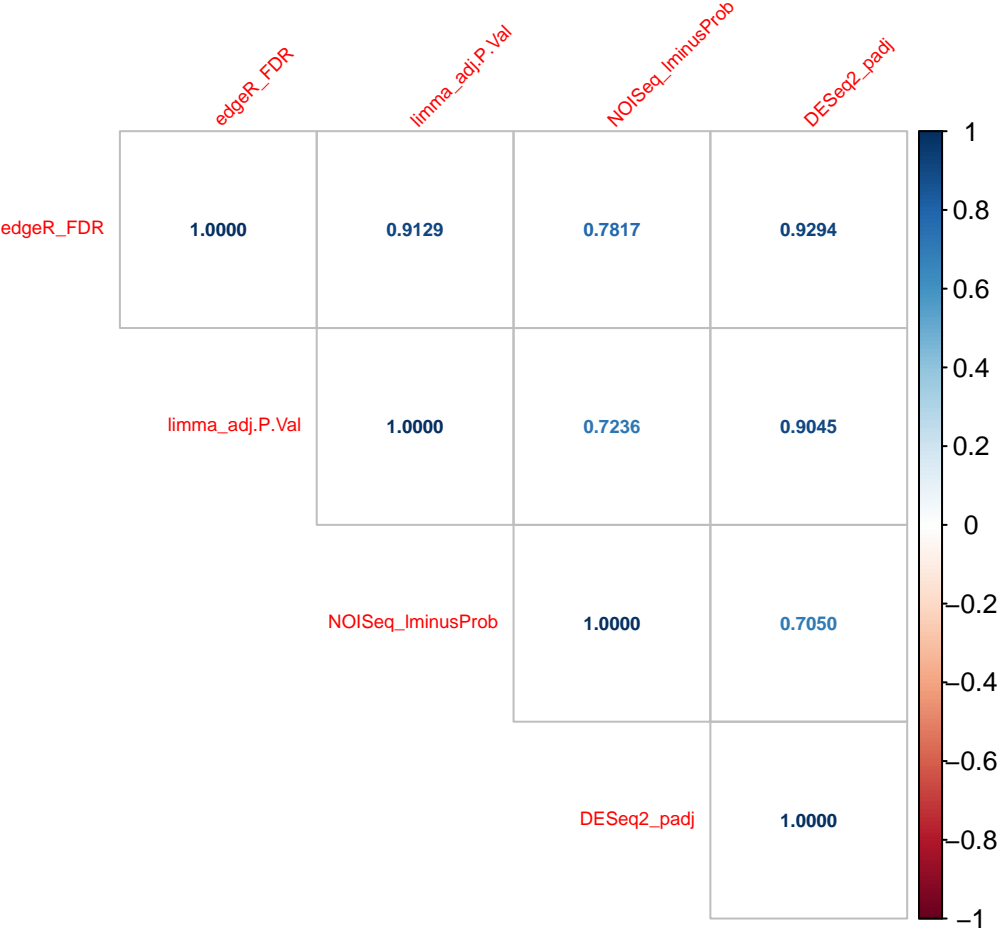 edgeR_FDR
limma_adj.P.Val
NOISeq_lminusProb
DESeq2_padj
edgeR_FDR 1.0000 0.9129 0.7817 0.9294
limma_adj.P.Val 1.0000 0.7236 0.9045
NOISeq_lminusProb 1.0000 0.7050
DESeq2_padj 1.0000
1
0.8
0.6
0.4
0.2
0
−0.2
−0.4
−0.6
−0.8
−1